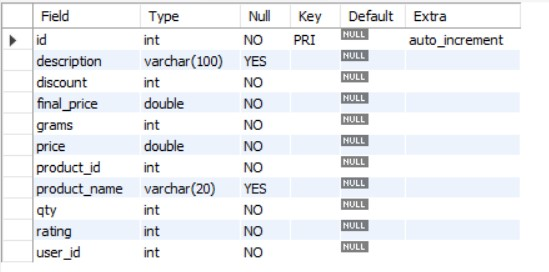 Field Type Null Key Default Extra
id int NO PRI NULL auto_increment
description varchar(100) YES NULL
discount int NO NULL
final_price double NO NULL
grams int NO NULL
price double NO NULL
product_id int NO NULL
product_name varchar(20) YES NULL
qty int NO NULL
rating int NO NULL
user_id int NO NULL